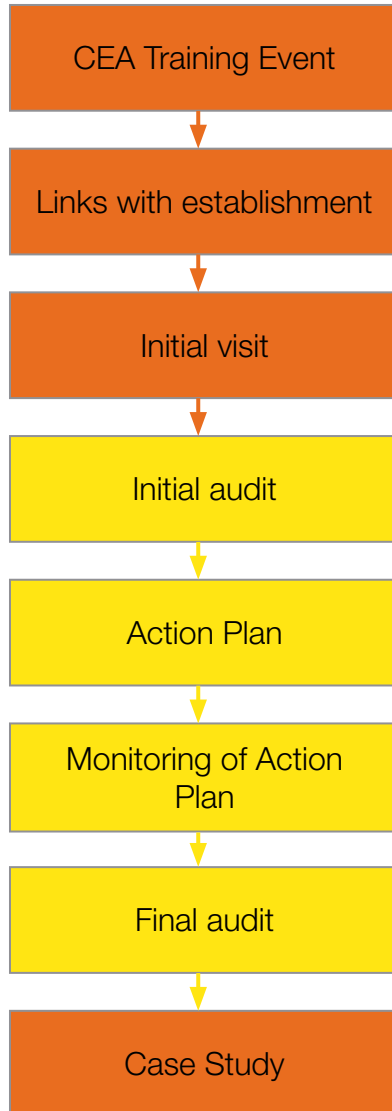 CEA Training Event
Links with establishment
Initial visit
Initial audit
Action Plan
Monitoring of Action
Plan
Final audit
Case Study